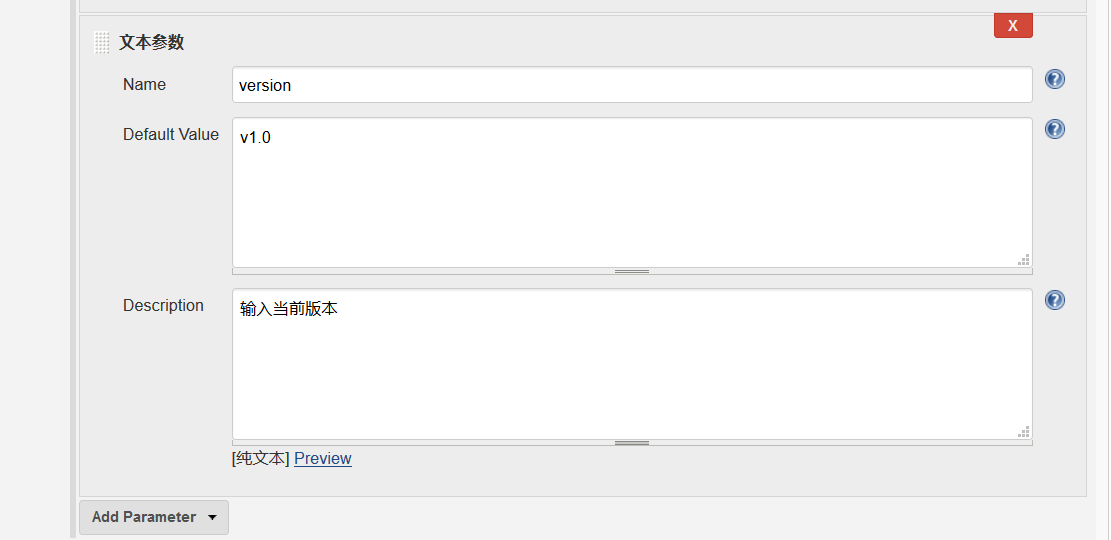 X
文本参数
Name
version
Default Value
v1.0
Description
输入当前版本
[纯文本] Preview
Add Parameter